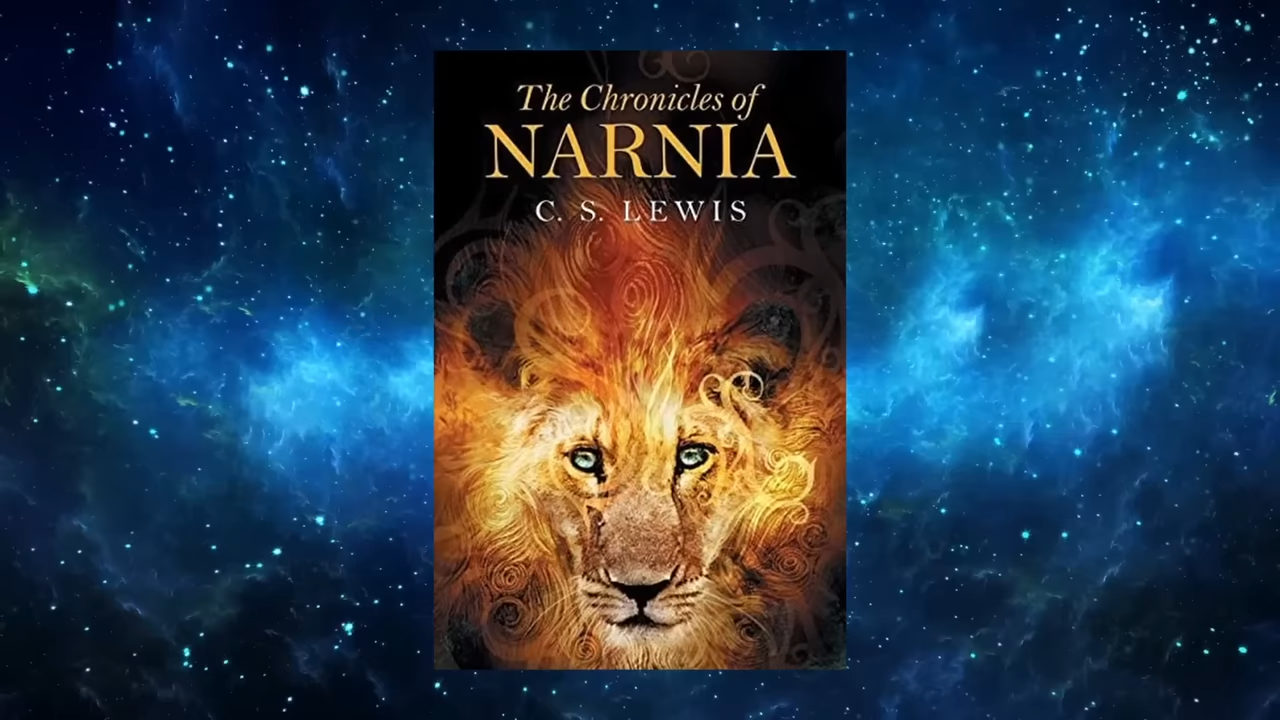 The Chronicles of
NARNIA
C. S. LEWIS